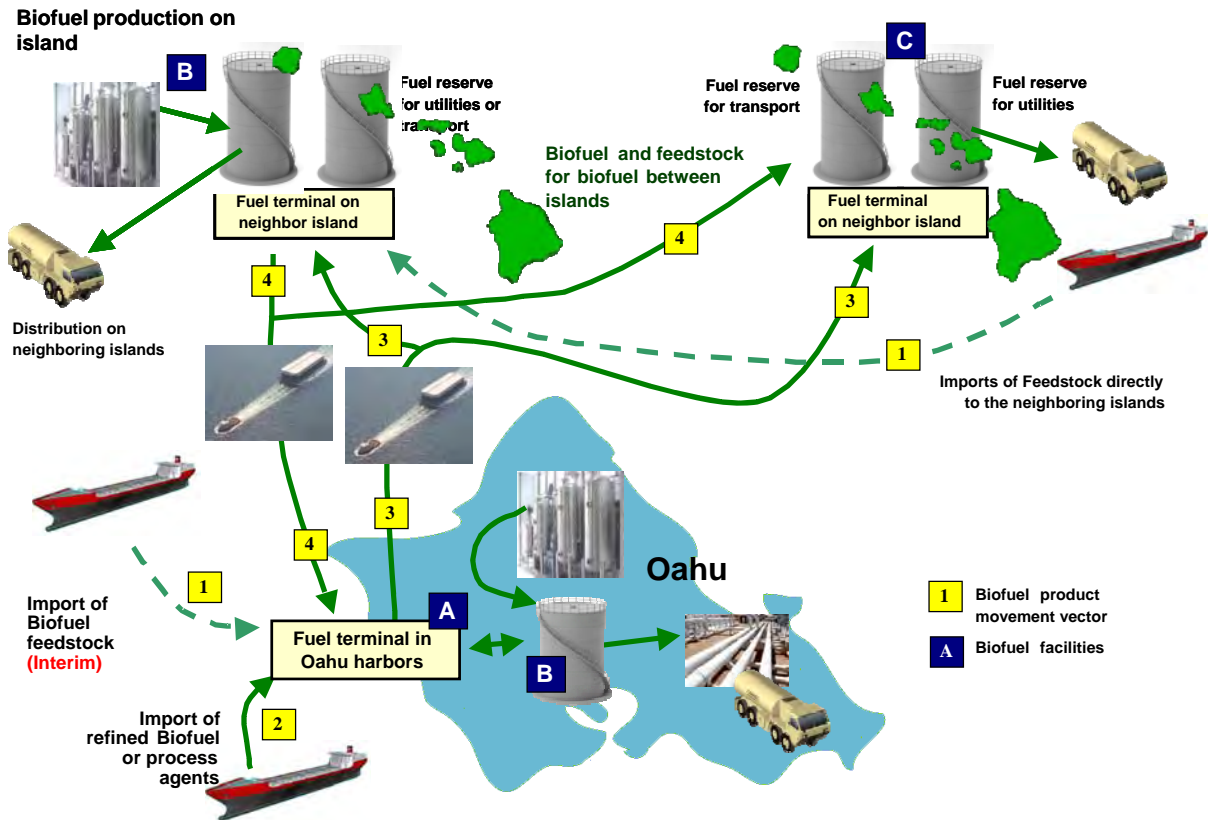 Biofuel production on
island
B
C
Fuel reserve
for utilities or
transport
Fuel reserve
for transport
Fuel reserve
for utilities
Biofuel and feedstock
for biofuel between
islands
Fuel terminal on
neighbor island
Fuel terminal
on neighbor island
4
4
3
3
1
Distribution on
neighboring islands
Imports of Feedstock directly
to the neighboring islands
3
4
Oahu
1
Import of
Biofuel
feedstock
(Interim)
A
Fuel terminal in
Oahu harbors
B
1
Biofuel product
movement vector
A
Biofuel facilities
2
Import of
refined Biofuel
or process
agents